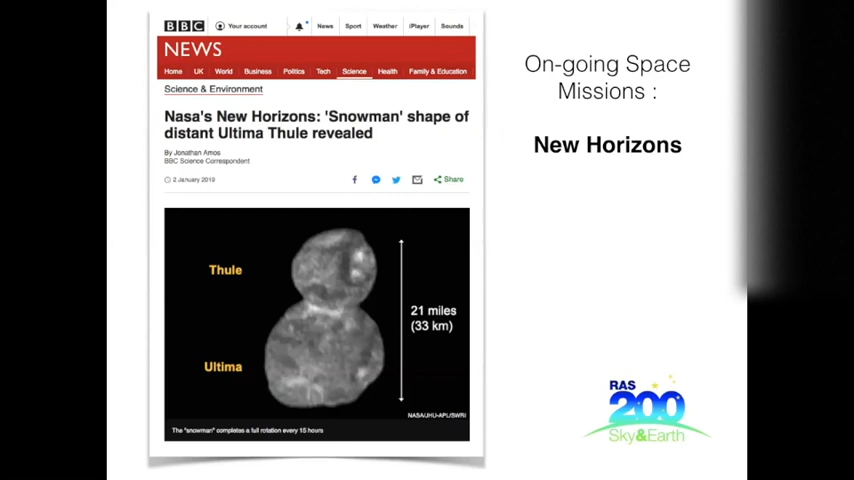 BBC
Your account
News
Sport
Weather
iPlayer
Sounds
NEWS
Home
UK
World
Business
Politics
Tech
Science
Health
Family & Education
Science & Environment
Nasa's New Horizons: 'Snowman' shape of
distant Ultima Thule revealed
By Jonathan Amos
BBC Science Correspondent
2 January 2019
Share
Thule
21 miles
(33 km)
Ultima
NASA/JHU-APL/SWRI
The "snowman" completes a full rotation every 15 hours
On-going Space
Missions :
New Horizons
RAS
200
Sky&Earth